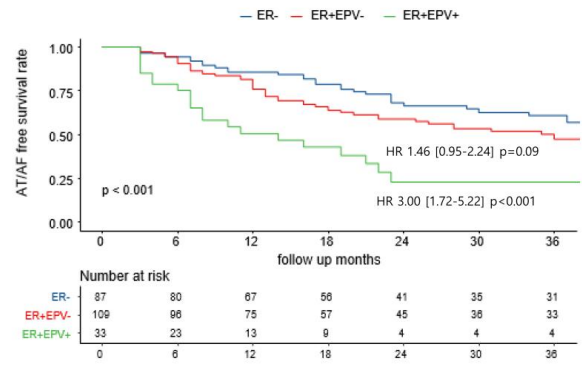 ER- ER+EPV- ER+EPV+
AT/AF free survival rate
1.00
0.75
0.50
0.25
0.00
HR 1.46 [0.95-2.24] p=0.09
p < 0.001
HR 3.00 [1.72-5.22] p<0.001
0 6 12 18 24 30 36
follow up months
Number at risk
ER- 87 80 67 56 41 35 31
ER+EPV- 109 96 75 57 45 36 33
ER+EPV+ 33 23 13 9 4 4 4
0 6 12 18 24 30 36